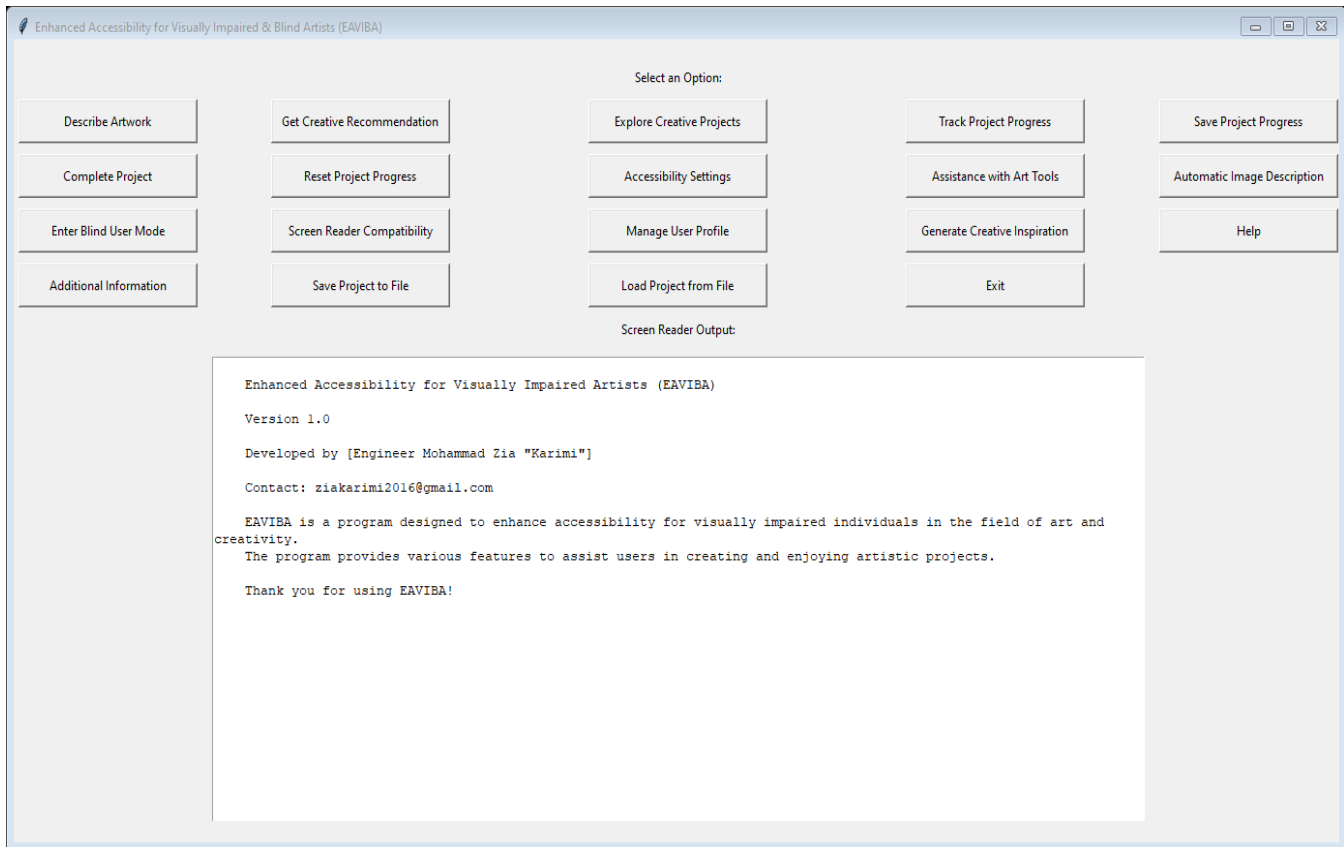 Enhanced Accessibility for Visually Impaired & Blind Artists (EAVIBA)
Select an Option:
Describe Artwork
Get Creative Recommendation
Explore Creative Projects
Track Project Progress
Save Project Progress
Complete Project
Reset Project Progress
Accessibility Settings
Assistance with Art Tools
Automatic Image Description
Enter Blind User Mode
Screen Reader Compatibility
Manage User Profile
Generate Creative Inspiration
Help
Additional Information
Save Project to File
Load Project from File
Exit
Screen Reader Output:
Enhanced Accessibility for Visually Impaired Artists (EAVIBA)
Version 1.0
Developed by [Engineer Mohammad Zia "Karimi"]
Contact: ziakarimi2016@gmail.com
EAVIBA is a program designed to enhance accessibility for visually impaired individuals in the field of art and
creativity.
The program provides various features to assist users in creating and enjoying artistic projects.
Thank you for using EAVIBA!